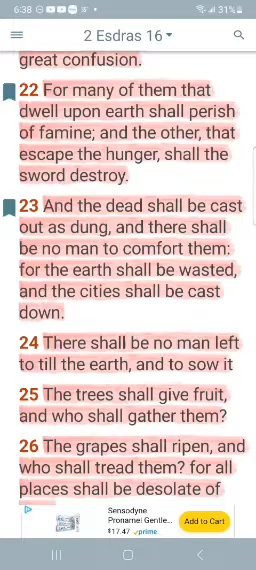 6:38
31%
2 Esdras 16
great confusion.
22 For many of them that
dwell upon earth shall perish
of famine; and the other, that
escape the hunger, shall the
sword destroy.
23 And the dead shall be cast
out as dung, and there shall
be no man to comfort them:
for the earth shall be wasted,
and the cities shall be cast
down.
24 There shall be no man left
to till the earth, and to sow it
25 The trees shall give fruit,
and who shall gather them?
26 The grapes shall ripen, and
who shall tread them? for all
places shall be desolate of
Sensodyne
Pronamel Gentle...
$17.47 prime
Add to Cart